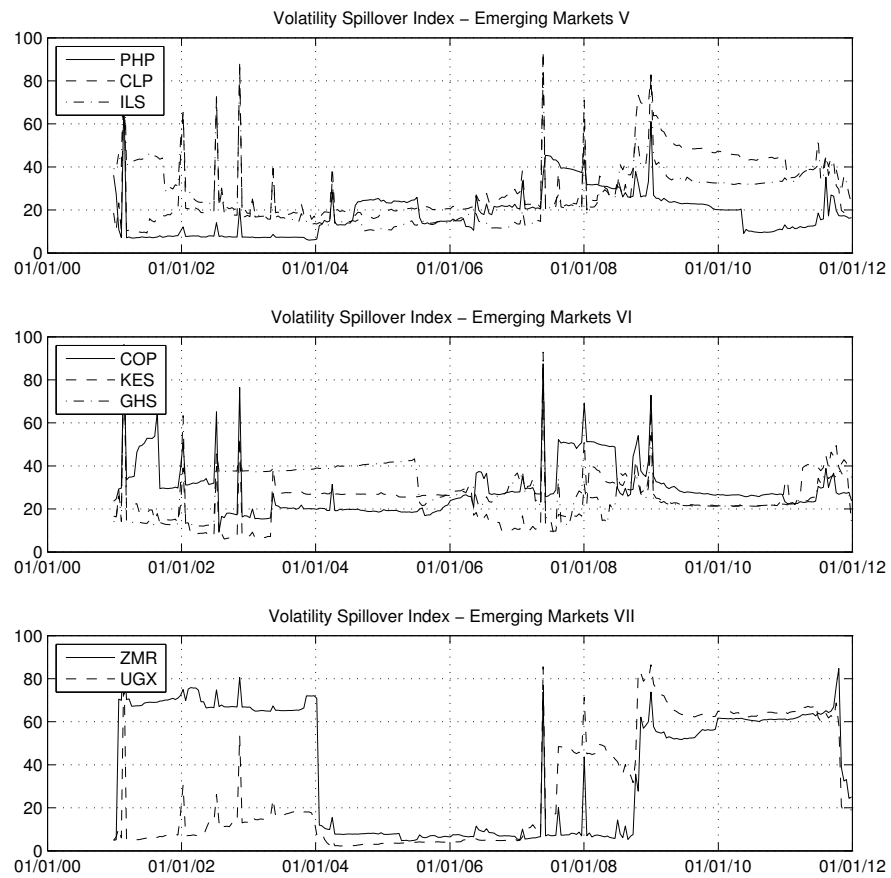 Volatility Spillover Index − Emerging Markets V
100
80
60
40
20
0
PHP
CLP
ILS
01/01/00 01/01/02 01/01/04 01/01/06 01/01/08 01/01/10 01/01/12
Volatility Spillover Index − Emerging Markets VI
100
80
60
40
20
0
COP
KES
GHS
01/01/00 01/01/02 01/01/04 01/01/06 01/01/08 01/01/10 01/01/12
Volatility Spillover Index − Emerging Markets VII
100
80
60
40
20
0
ZMR
UGX
01/01/00 01/01/02 01/01/04 01/01/06 01/01/08 01/01/10 01/01/12